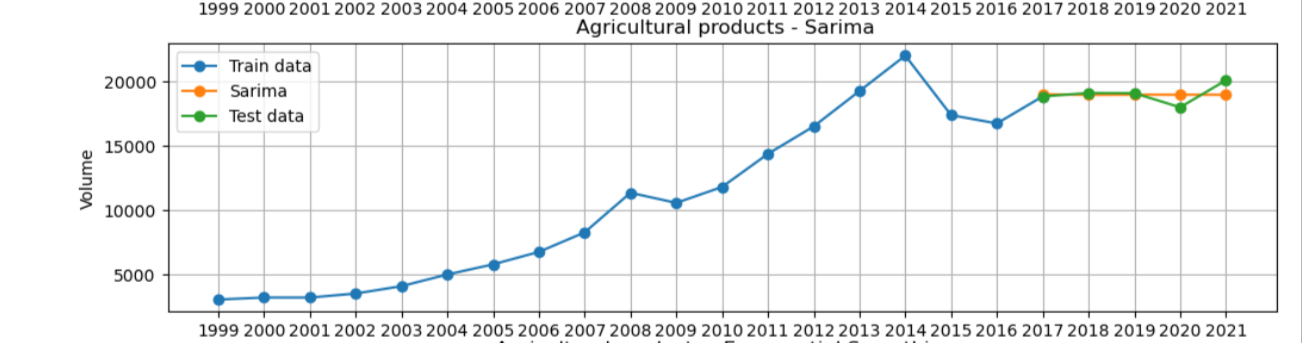 1999 2000 2001 2002 2003 2004 2005 2006 2007 2008 2009 2010 2011 2012 2013 2014 2015 2016 2017 2018 2019 2020 2021
Agricultural products - Sarima
Train data
Sarima
Test data
Volume
20000
15000
10000
5000
1999 2000 2001 2002 2003 2004 2005 2006 2007 2008 2009 2010 2011 2012 2013 2014 2015 2016 2017 2018 2019 2020 2021